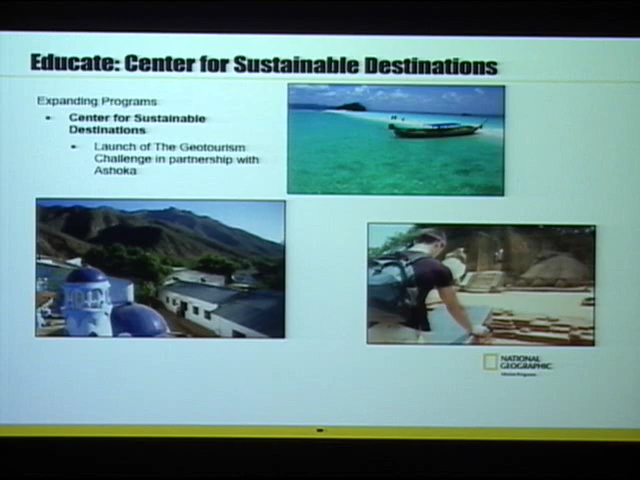 Educate: Center for Sustainable Destinations
Expanding Programs
Center for Sustainable
Destinations
Launch of The Geotourism
Challenge in partnership with
Ashoka
NATIONAL
GEOGRAPHIC